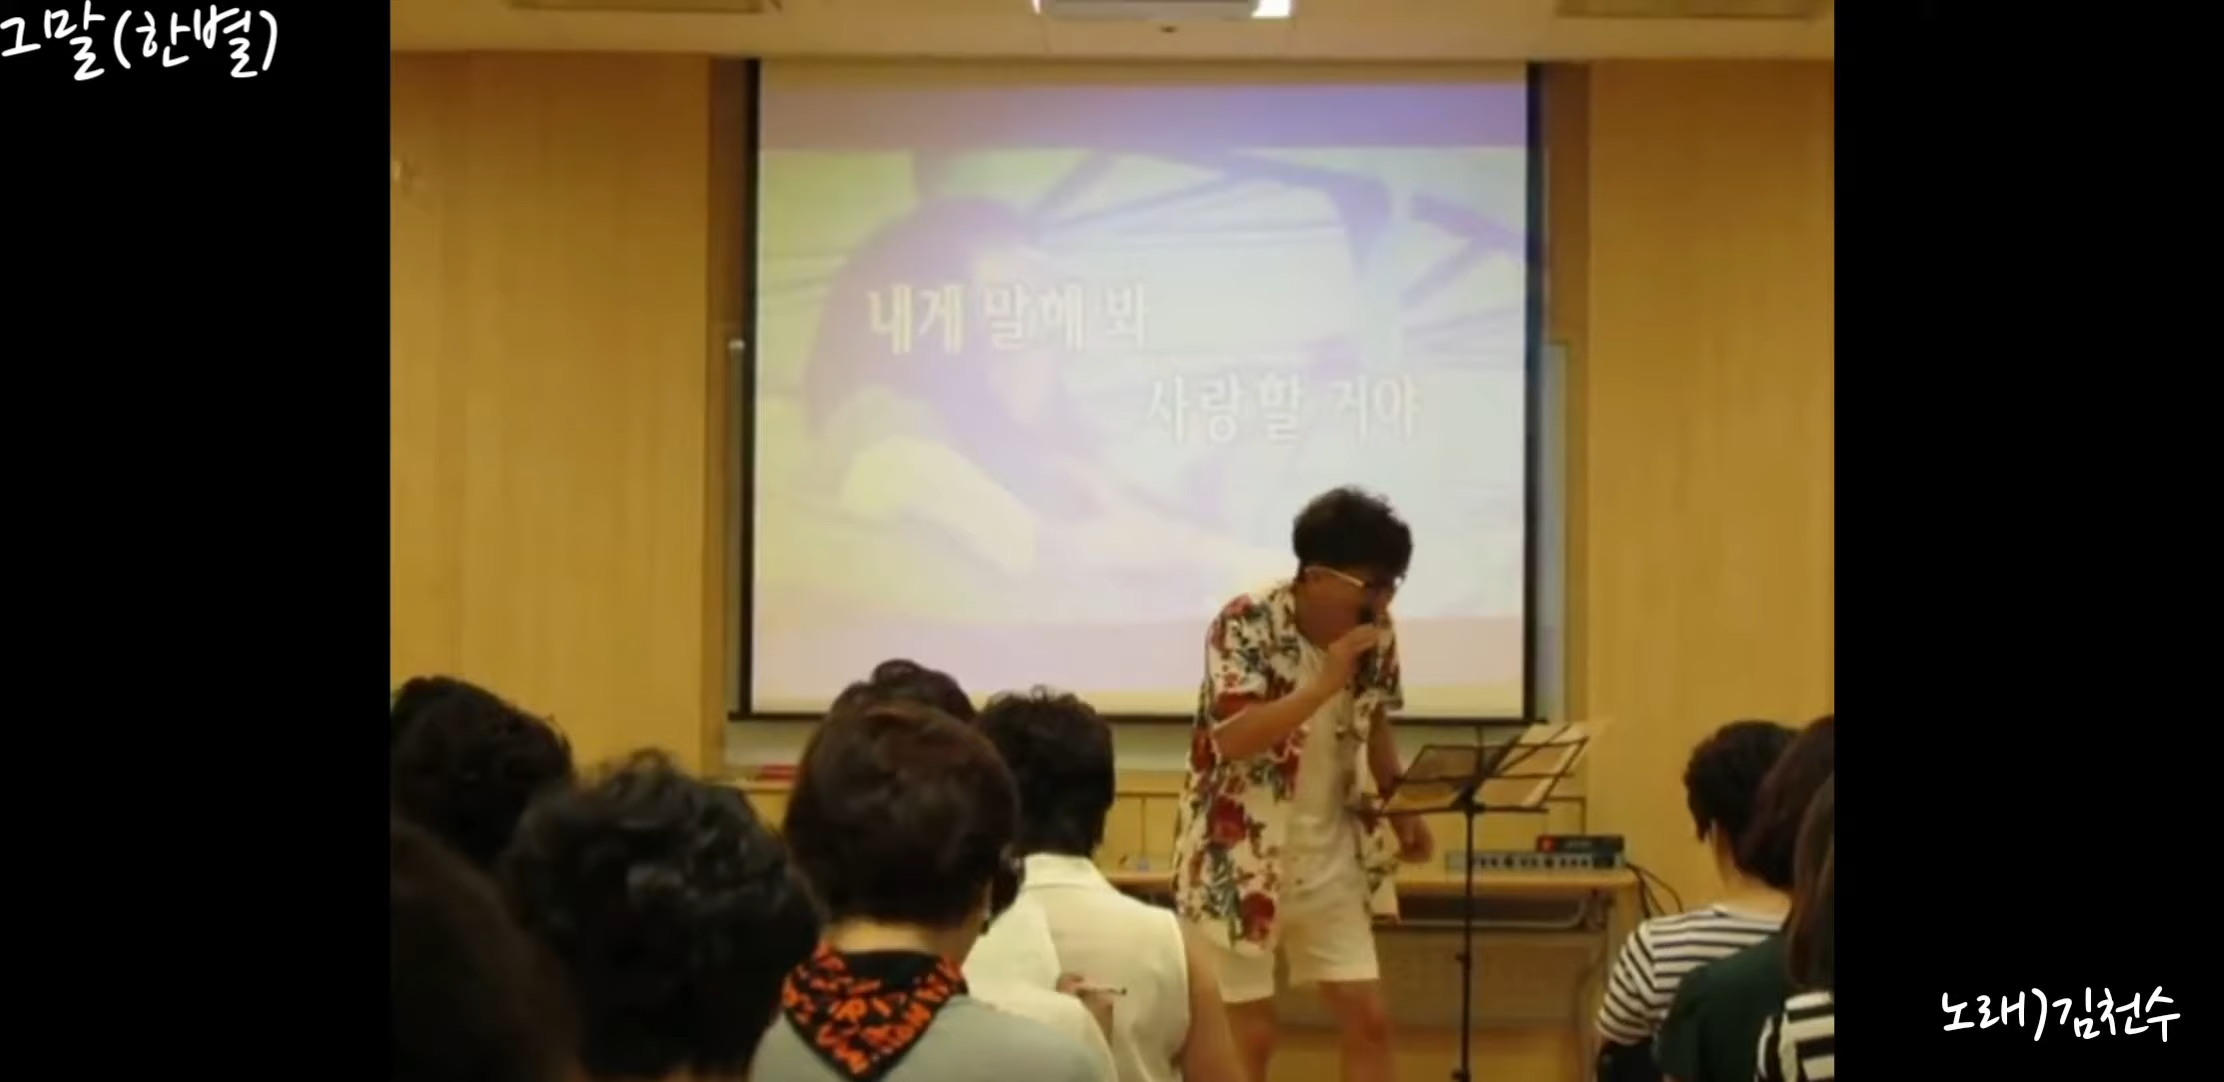 그말(한별)
내게 말해 봐
사랑할 거야
노래)김천수